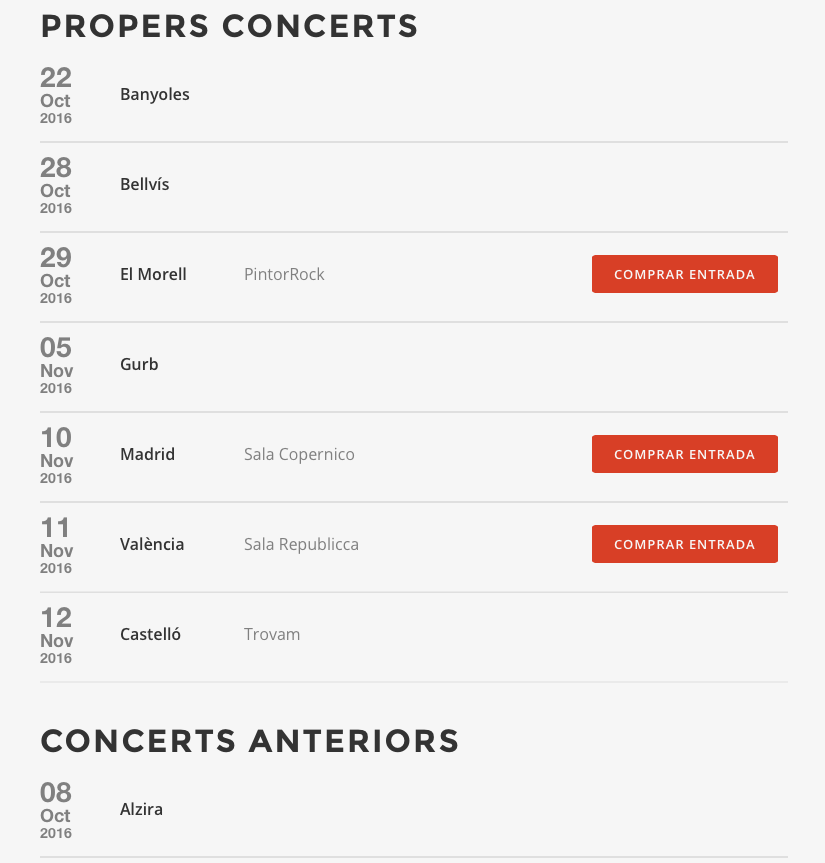 PROPERS CONCERTS
22
Oct
2016
Banyoles
28
Oct
2016
Bellvís
29
Oct
2016
El Morell
PintorRock
COMPRAR ENTRADA
05
Nov
2016
Gurb
10
Nov
2016
Madrid
Sala Copernico
COMPRAR ENTRADA
11
Nov
2016
València
Sala Republicca
COMPRAR ENTRADA
12
Nov
2016
Castelló
Trovam
CONCERTS ANTERIORS
08
Oct
2016
Alzira